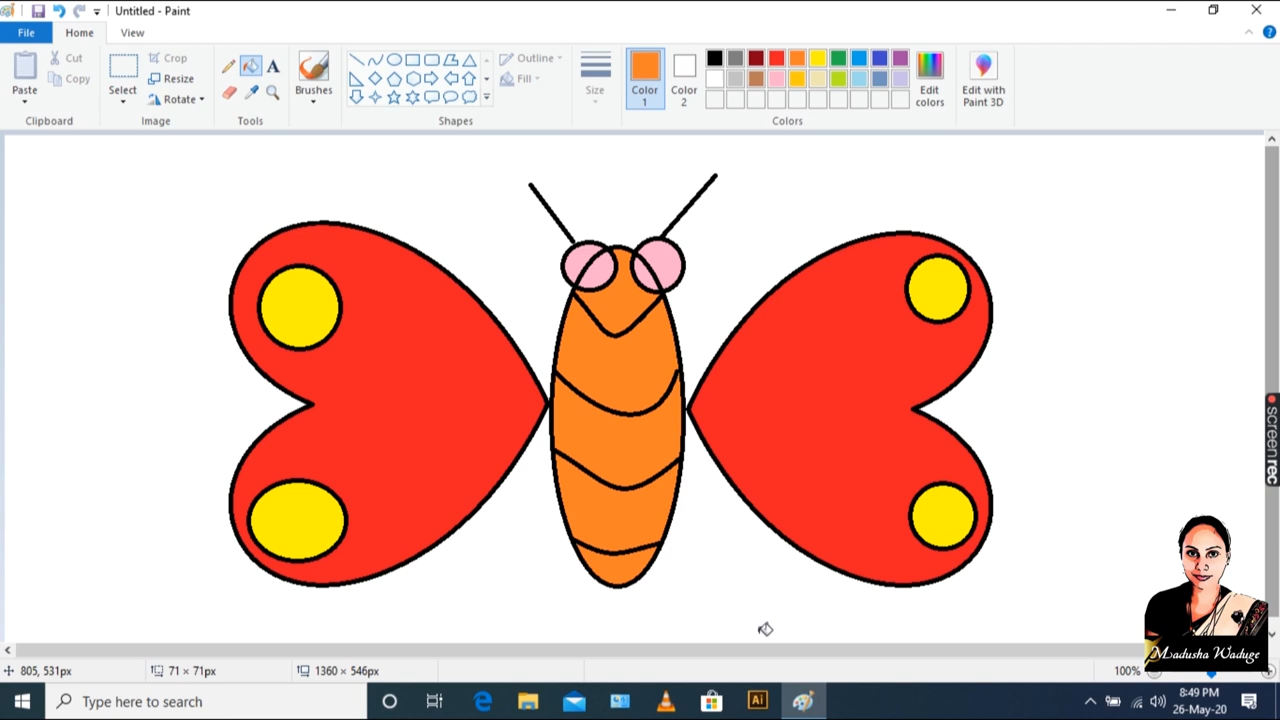 Untitled - Paint
File
Home
View
Paste
Cut
Copy
Clipboard
Select
Crop
Resize
Rotate
Image
A
Tools
Brushes
Shapes
Outline
Fill
Size
Color 1
Color 2
Colors
Edit colors
Edit with Paint 3D
screenrec
Madusha Waduge
805, 531px
71 × 71px
1360 × 546px
100%
Type here to search
Ai
8:49 PM
26-May-20